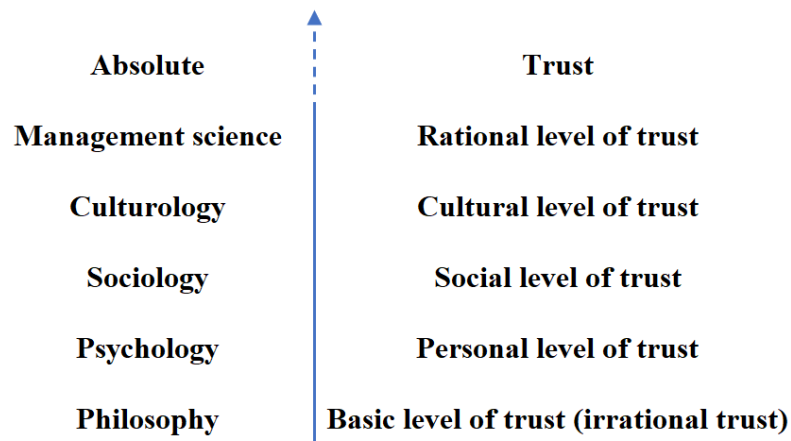 Absolute Trust
Management science Rational level of trust
Culturology Cultural level of trust
Sociology Social level of trust
Psychology Personal level of trust
Philosophy Basic level of trust (irrational trust)